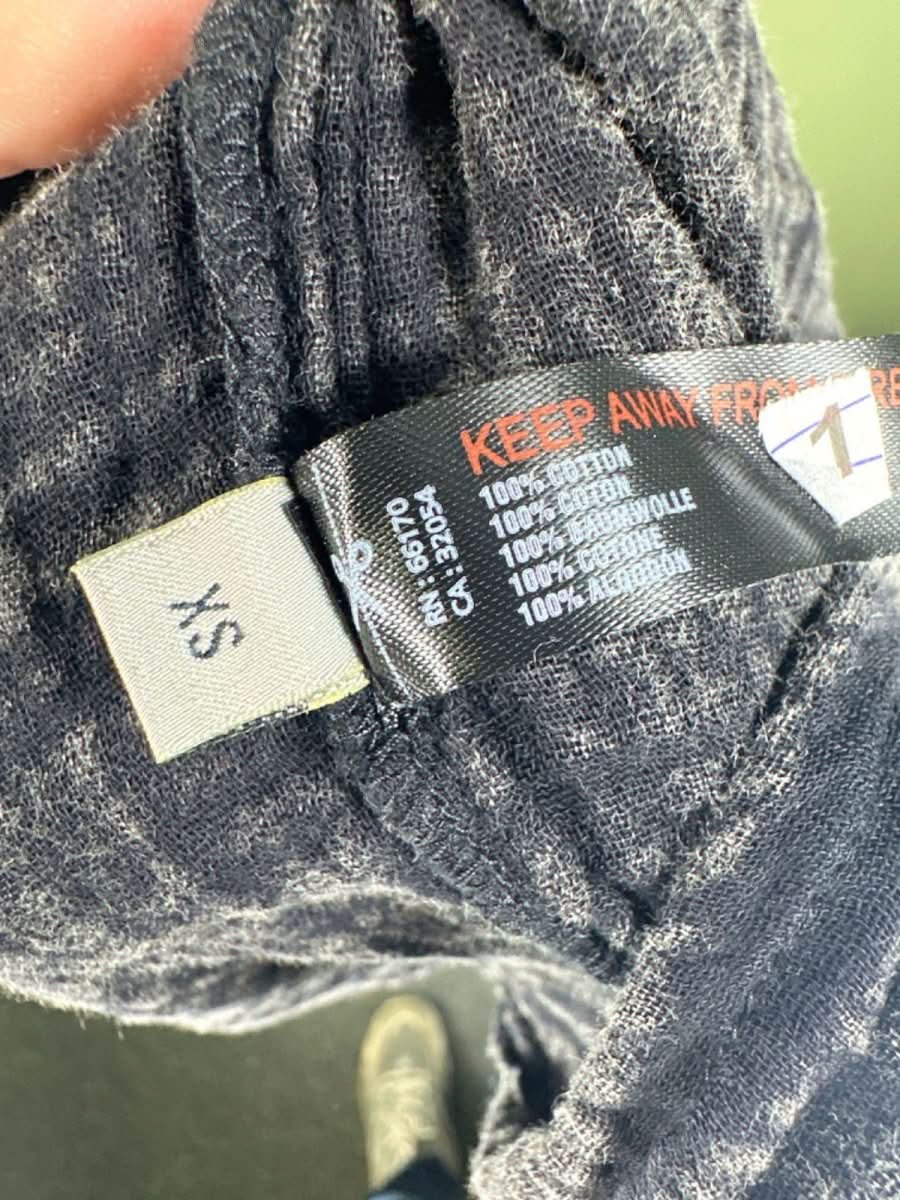 KEEP AWAY FROM FIRE
1
100% COTTON
100% COTON
100% BAUMWOLLE
100% COTONE
100% ALGODON
RN: 66170
CA: 32054
XS